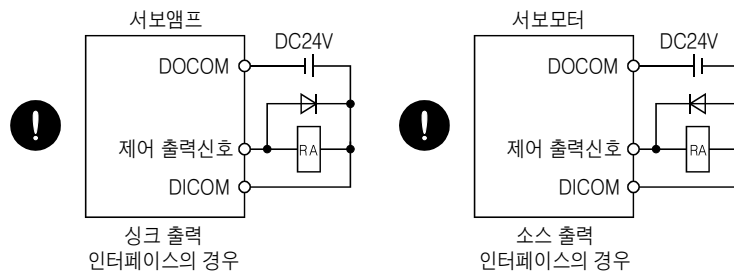 서보앰프
DC24V
DOCOM
제어 출력신호
RA
DICOM
싱크 출력
인터페이스의 경우
서보모터
DC24V
DOCOM
제어 출력신호
RA
DICOM
소스 출력
인터페이스의 경우